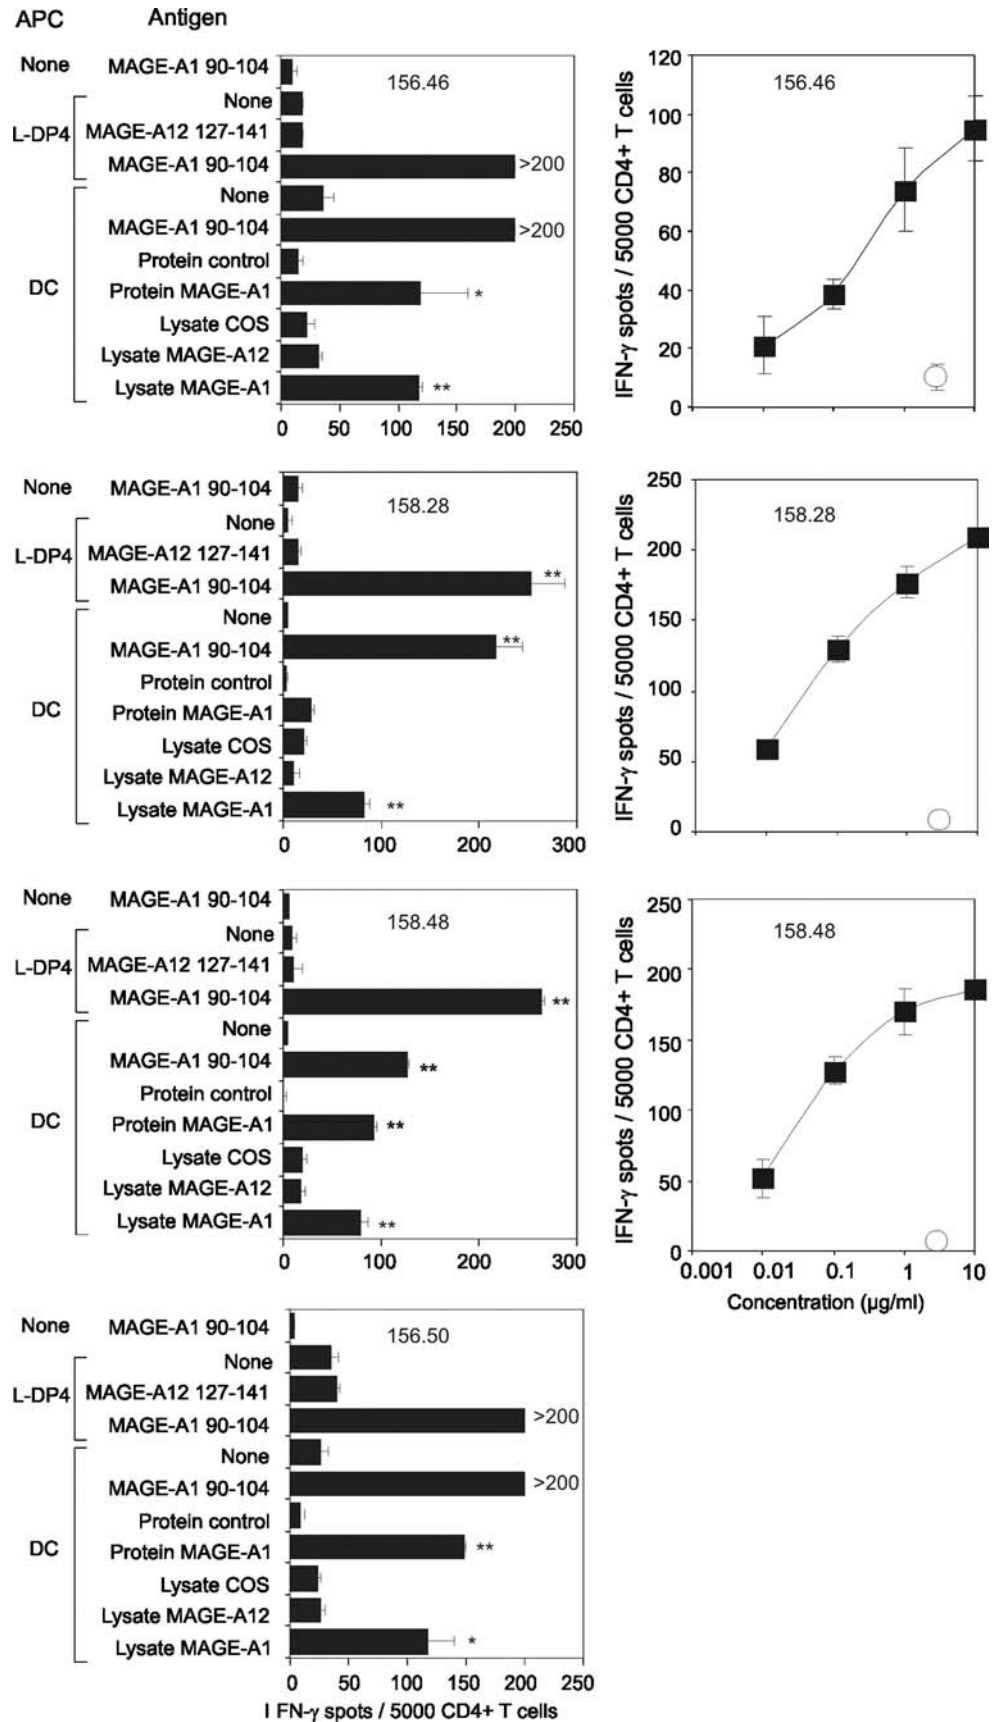 APC Antigen
None MAGE-A1 90-104
None
L-DP4 MAGE-A12 127-141
MAGE-A1 90-104 >200
None
MAGE-A1 90-104 >200
Protein control
DC Protein MAGE-A1 *
Lysate COS
Lysate MAGE-A12
Lysate MAGE-A1 **
156.46
0 50 100 150 200 250
IFN-γ spots / 5000 CD4+ T cells
156.46
120
100
80
60
40
20
0
None MAGE-A1 90-104
None
L-DP4 MAGE-A12 127-141
MAGE-A1 90-104 **
None
MAGE-A1 90-104 **
Protein control
DC Protein MAGE-A1
Lysate COS
Lysate MAGE-A12
Lysate MAGE-A1 **
158.28
0 100 200 300
IFN-γ spots / 5000 CD4+ T cells
158.28
250
200
150
100
50
0
None MAGE-A1 90-104
None
L-DP4 MAGE-A12 127-141
MAGE-A1 90-104 **
None
MAGE-A1 90-104 **
Protein control
DC Protein MAGE-A1 **
Lysate COS
Lysate MAGE-A12
Lysate MAGE-A1 **
158.48
0 100 200 300
IFN-γ spots / 5000 CD4+ T cells
158.48
250
200
150
100
50
0
0.001 0.01 0.1 1 10
Concentration (µg/ml)
None MAGE-A1 90-104
None
L-DP4 MAGE-A12 127-141
MAGE-A1 90-104 >200
None
MAGE-A1 90-104 >200
Protein control
DC Protein MAGE-A1 **
Lysate COS
Lysate MAGE-A12
Lysate MAGE-A1 *
156.50
0 50 100 150 200 250
I FN-γ spots / 5000 CD4+ T cells